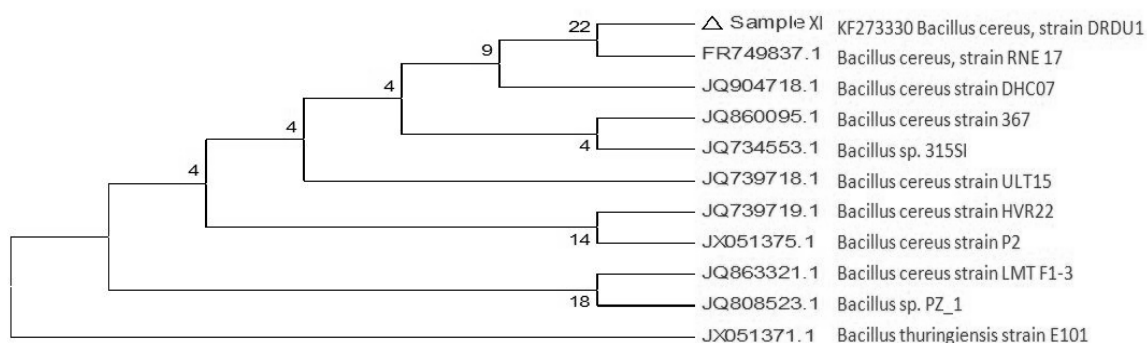 22 △ Sample XI KF273330 Bacillus cereus, strain DRDU1
9 FR749837.1 Bacillus cereus, strain RNE 17
4 JQ904718.1 Bacillus cereus strain DHC07
4 JQ860095.1 Bacillus cereus strain 367
4 JQ734553.1 Bacillus sp. 315SI
4 JQ739718.1 Bacillus cereus strain ULT15
JQ739719.1 Bacillus cereus strain HVR22
14 JX051375.1 Bacillus cereus strain P2
JQ863321.1 Bacillus cereus strain LMT F1-3
18 JQ808523.1 Bacillus sp. PZ_1
JX051371.1 Bacillus thuringiensis strain E101